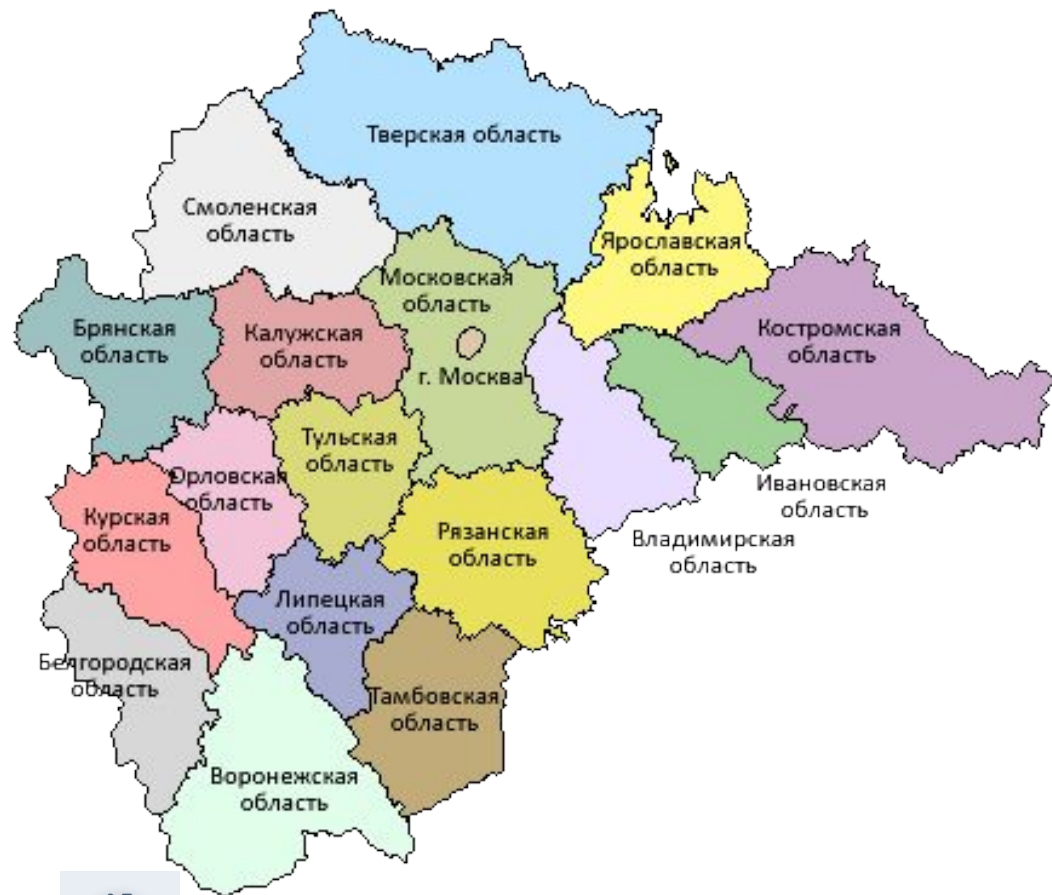 Тверская область
Смоленская
область
Ярославская
область
Московская
область
Костромская
область
Брянская
область
Калужская
область
г. Москва
Тульская
область
Орловская
область
Ивановская
область
Курская
область
Рязанская
область
Владимирская
область
Липецкая
область
Белгородская
область
Тамбовская
область
Воронежская
область